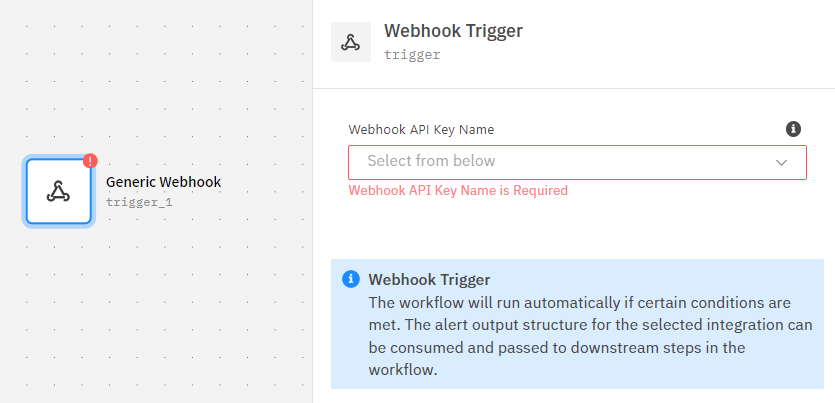 Webhook Trigger
trigger
Webhook API Key Name
Select from below
Webhook API Key Name is Required
Generic Webhook
trigger_1
Webhook Trigger
The workflow will run automatically if certain conditions are
met. The alert output structure for the selected integration can
be consumed and passed to downstream steps in the
workflow.